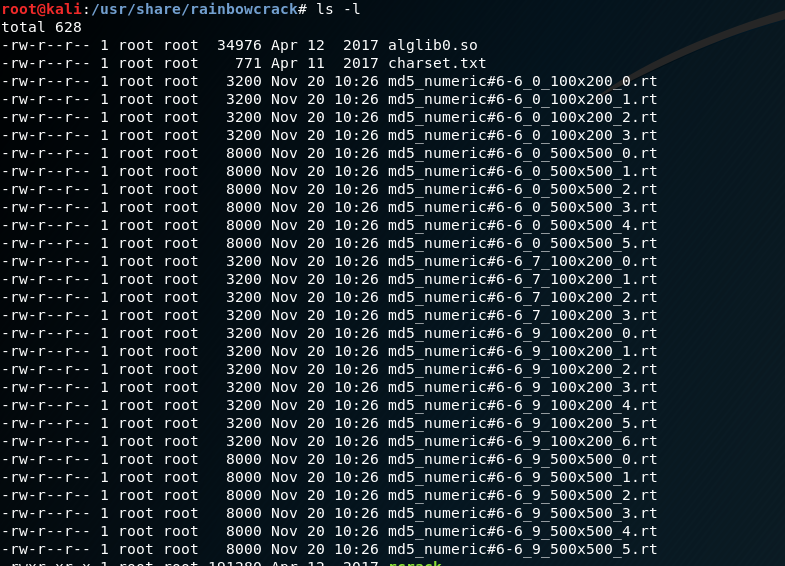 root@kali:/usr/share/rainbowcrack# ls -l
total 628
-rw-r--r-- 1 root root  34976 Apr 12  2017 alglib0.so
-rw-r--r-- 1 root root    771 Apr 11  2017 charset.txt
-rw-r--r-- 1 root root   3200 Nov 20 10:26 md5_numeric#6-6_0_100x200_0.rt
-rw-r--r-- 1 root root   3200 Nov 20 10:26 md5_numeric#6-6_0_100x200_1.rt
-rw-r--r-- 1 root root   3200 Nov 20 10:26 md5_numeric#6-6_0_100x200_2.rt
-rw-r--r-- 1 root root   3200 Nov 20 10:26 md5_numeric#6-6_0_100x200_3.rt
-rw-r--r-- 1 root root   8000 Nov 20 10:26 md5_numeric#6-6_0_500x500_0.rt
-rw-r--r-- 1 root root   8000 Nov 20 10:26 md5_numeric#6-6_0_500x500_1.rt
-rw-r--r-- 1 root root   8000 Nov 20 10:26 md5_numeric#6-6_0_500x500_2.rt
-rw-r--r-- 1 root root   8000 Nov 20 10:26 md5_numeric#6-6_0_500x500_3.rt
-rw-r--r-- 1 root root   8000 Nov 20 10:26 md5_numeric#6-6_0_500x500_4.rt
-rw-r--r-- 1 root root   8000 Nov 20 10:26 md5_numeric#6-6_0_500x500_5.rt
-rw-r--r-- 1 root root   3200 Nov 20 10:26 md5_numeric#6-6_7_100x200_0.rt
-rw-r--r-- 1 root root   3200 Nov 20 10:26 md5_numeric#6-6_7_100x200_1.rt
-rw-r--r-- 1 root root   3200 Nov 20 10:26 md5_numeric#6-6_7_100x200_2.rt
-rw-r--r-- 1 root root   3200 Nov 20 10:26 md5_numeric#6-6_7_100x200_3.rt
-rw-r--r-- 1 root root   3200 Nov 20 10:26 md5_numeric#6-6_9_100x200_0.rt
-rw-r--r-- 1 root root   3200 Nov 20 10:26 md5_numeric#6-6_9_100x200_1.rt
-rw-r--r-- 1 root root   3200 Nov 20 10:26 md5_numeric#6-6_9_100x200_2.rt
-rw-r--r-- 1 root root   3200 Nov 20 10:26 md5_numeric#6-6_9_100x200_3.rt
-rw-r--r-- 1 root root   3200 Nov 20 10:26 md5_numeric#6-6_9_100x200_4.rt
-rw-r--r-- 1 root root   3200 Nov 20 10:26 md5_numeric#6-6_9_100x200_5.rt
-rw-r--r-- 1 root root   3200 Nov 20 10:26 md5_numeric#6-6_9_100x200_6.rt
-rw-r--r-- 1 root root   8000 Nov 20 10:26 md5_numeric#6-6_9_500x500_0.rt
-rw-r--r-- 1 root root   8000 Nov 20 10:26 md5_numeric#6-6_9_500x500_1.rt
-rw-r--r-- 1 root root   8000 Nov 20 10:26 md5_numeric#6-6_9_500x500_2.rt
-rw-r--r-- 1 root root   8000 Nov 20 10:26 md5_numeric#6-6_9_500x500_3.rt
-rw-r--r-- 1 root root   8000 Nov 20 10:26 md5_numeric#6-6_9_500x500_4.rt
-rw-r--r-- 1 root root   8000 Nov 20 10:26 md5_numeric#6-6_9_500x500_5.rt
-rwxr-xr-x 1 root root Apr 12  2017 rcrack